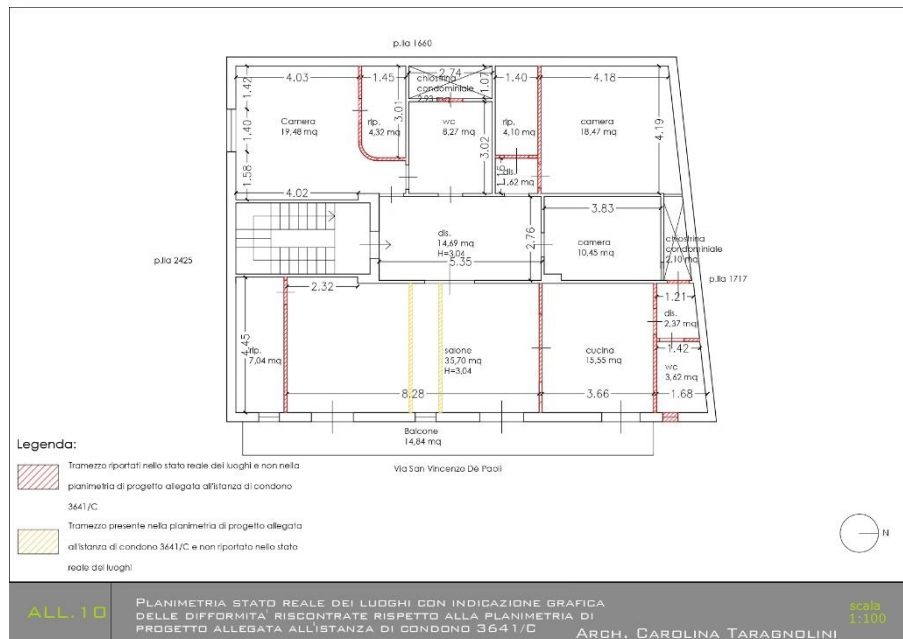 p.lla 1660
4.03
1.45
2.74
1.40
4.18
1.42
1.40
1.58
chiostrina
condominiale
2,93 mq
1.07
Camera
19,48 mq
rip.
4,32 mq
3.01
wc
8,27 mq
3.02
rip.
4,10 mq
camera
18,47 mq
4.19
dis.
1,62 mq
1.16
4.02
3.83
dis.
14,69 mq
H=3,04
5.35
2.76
camera
10,45 mq
chiostrina
condominiale
2,10 mq
p.lla 2425
p.lla 1717
2.32
1.21
dis.
2,37 mq
4.45
rip.
7,04 mq
salone
35,70 mq
H=3,04
cucina
15,55 mq
1.42
wc
3,62 mq
8.28
3.66
1.68
Balcone
14,84 mq
Via San Vincenzo Dè Paoli
Legenda:
Tramezzo riportati nello stato reale dei luoghi e non nella
planimetria di progetto allegata all'istanza di condono
3641/C
Tramezzo presente nella planimetria di progetto allegata
all'istanza di condono 3641/C e non riportato nello stato
reale dei luoghi
N
ALL.10
PLANIMETRIA STATO REALE DEI LUOGHI CON INDICAZIONE GRAFICA
DELLE DIFFORMITA' RISCONTRATE RISPETTO ALLA PLANIMETRIA DI
PROGETTO ALLEGATA ALL'ISTANZA DI CONDONO 3641/C
ARCH. CAROLINA TARAGNOLINI
scala
1:100